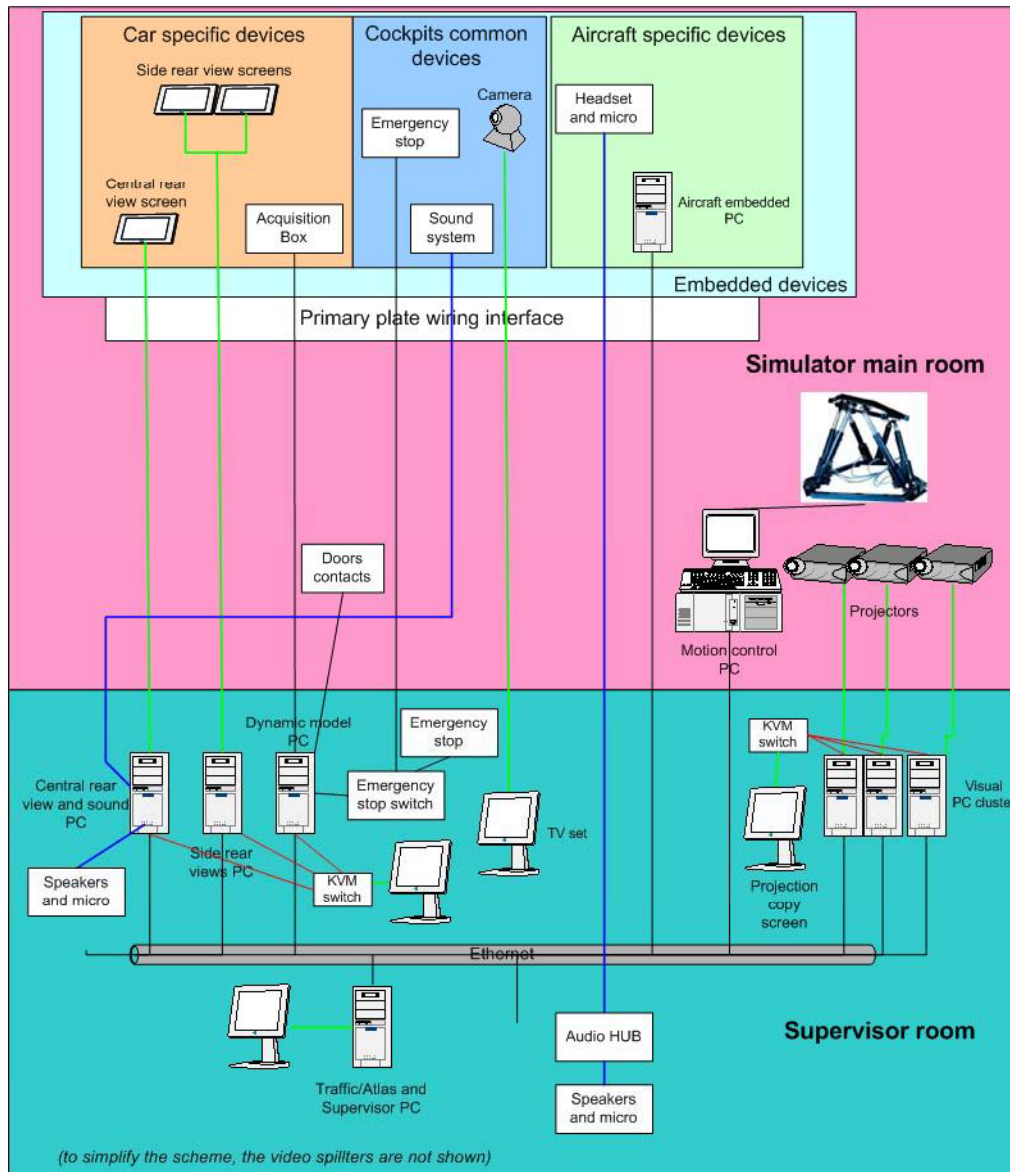 Car specific devices
Side rear view screens
Central rear
view screen
Acquisition
Box
Cockpits common
devices
Camera
Emergency
stop
Sound
system
Aircraft specific devices
Headset
and micro
Aircraft embedded
PC
Embedded devices
Primary plate wiring interface
Simulator main room
Doors
contacts
Motion control
PC
Projectors
Dynamic model
PC
Emergency
stop
Emergency
stop switch
Central rear
view and sound
PC
Side rear
views PC
Speakers
and micro
KVM
switch
TV set
KVM
switch
Visual
PC cluster
Projection
copy
screen
Ethernet
Traffic/Atlas and
Supervisor PC
Audio HUB
Speakers
and micro
Supervisor room
(to simplify the scheme, the video spillters are not shown)